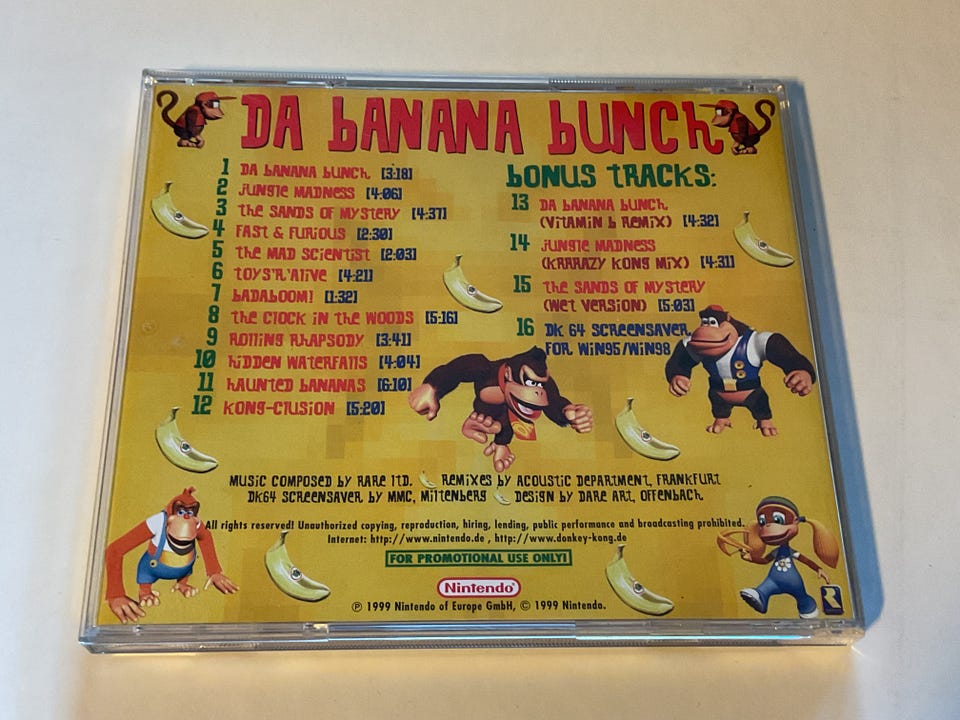 DA BANANA BUNCH
1 DA BANANA BUNCH [3:18]
2 JUNGLE MADNESS [4:06]
3 THE SANDS OF MYSTERY [4:37]
4 FAST & FURIOUS [2:30]
5 THE MAD SCIENTIST [2:03]
6 TOYS'R'ALIVE [4:21]
7 BADABOOM! [1:32]
8 THE CLOCK IN THE WOODS [5:16]
9 ROLLING RHAPSODY [3:41]
10 HIDDEN WATERFALLS [4:04]
11 HAUNTED BANANAS [6:10]
12 KONG-CLUSION [5:20]
BONUS TRACKS:
13 DA BANANA BUNCH
(VITAMIN B REMIX) [4:32]
14 JUNGLE MADNESS
(KRRRAZY KONG MIX) [4:31]
15 THE SANDS OF MYSTERY
(WET VERSION) [5:03]
16 DK 64 SCREENSAVER
FOR WIN95/WIN98
MUSIC COMPOSED BY RARE LTD. REMIXES BY ACOUSTIC DEPARTMENT, FRANKFURT
DK64 SCREENSAVER BY MMC, MILTENBERG DESIGN BY DARE ART, OFFENBACH
All rights reserved! Unauthorized copying, reproduction, hiring, lending, public performance and broadcasting prohibited.
Internet: http://www.nintendo.de , http://www.donkey-kong.de
FOR PROMOTIONAL USE ONLY!
Nintendo®
℗ 1999 Nintendo of Europe GmbH, © 1999 Nintendo.